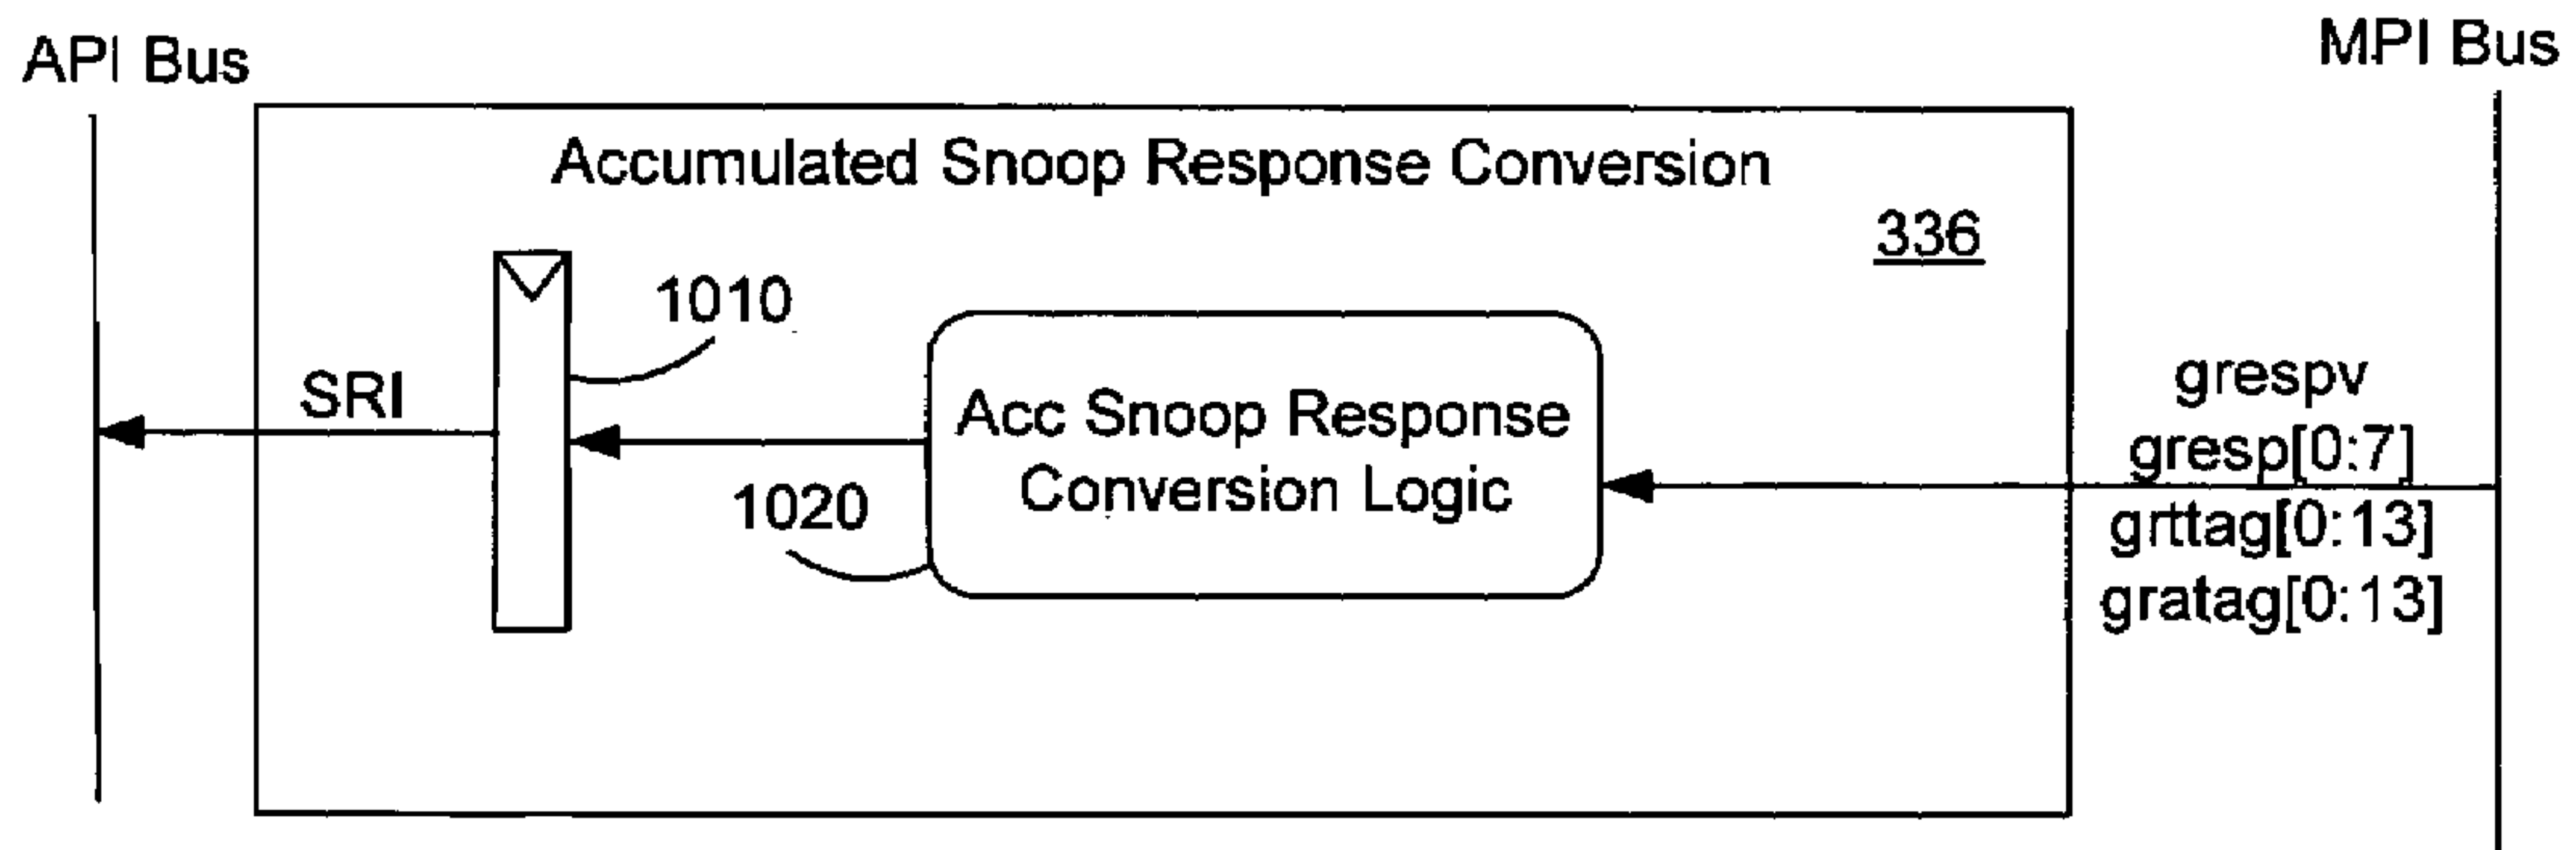 API Bus
MPI Bus
Accumulated Snoop Response Conversion
336
1010
SRI
Acc Snoop Response
Conversion Logic
1020
grespv
gresp[0:7]
grttag[0:13]
gratag[0:13]